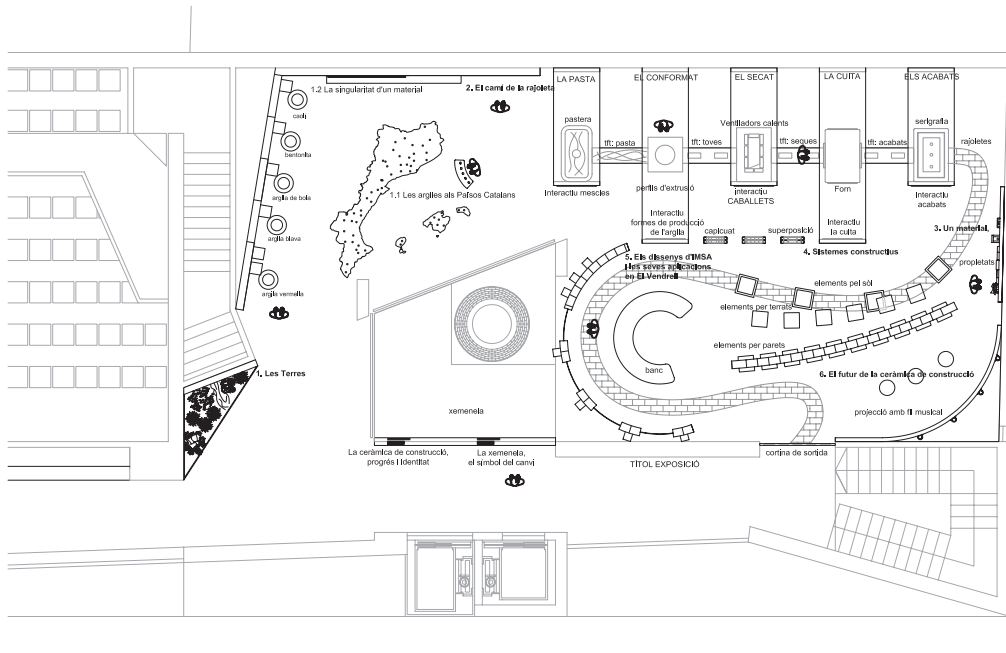 LA PASTA
EL CONFORMAT
EL SECAT
LA CUITA
ELS ACABATS
1.2 La singularitat d'un material
2. El camí de la rajoleta
caolí
bentonita
argila de bola
argila blava
argila vermella
1.1 Les argiles als Països Catalans
pastera
tft: pasta
tft: toves
Ventiladors calents
tft: seques
tft: acabats
serigrafia
rajoletes
Interactiu mescles
perfils d'extrusió
interactiu
CABALLETS
Forn
Interactiu
acabats
Interactiu
formes de producció
de l'argila
Interactiu
la cuita
capicuat
superposició
3. Un material,
propietats
4. Sistemes constructius
5. Els dissenys d'IMSA
i les seves aplicacions
en El Vendrell
elements pel sòl
elements per terrats
elements per parets
banc
6. El futur de la ceràmica de construcció
projecció amb fil musical
1. Les Terres
xemeneia
La ceràmica de construcció,
progrés i Identitat
La xemeneia,
el símbol del canvi
TÍTOL EXPOSICIÓ
cortina de sortida